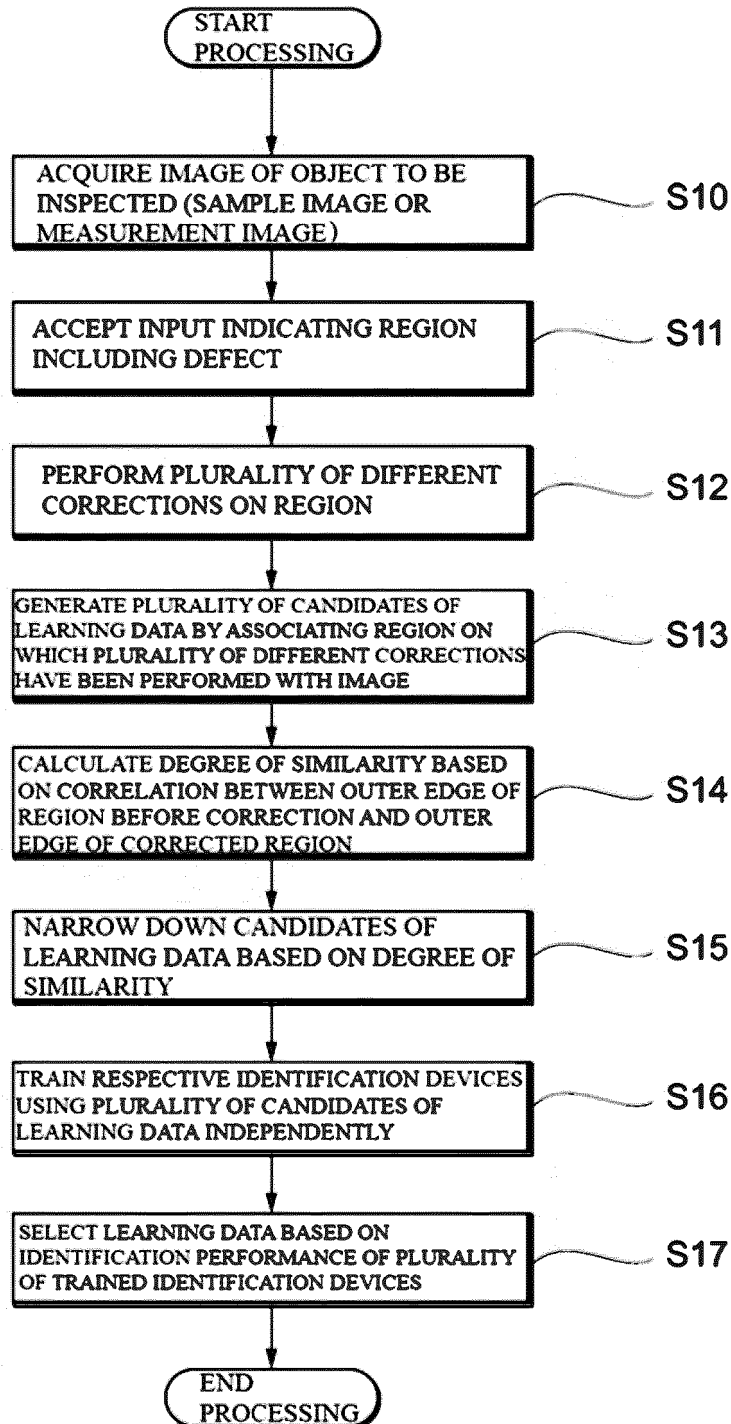 START
PROCESSING
ACQUIRE IMAGE OF OBJECT TO BE
INSPECTED (SAMPLE IMAGE OR
MEASUREMENT IMAGE)
S10
ACCEPT INPUT INDICATING REGION
INCLUDING DEFECT
S11
PERFORM PLURALITY OF DIFFERENT
CORRECTIONS ON REGION
S12
GENERATE PLURALITY OF CANDIDATES OF
LEARNING DATA BY ASSOCIATING REGION ON
WHICH PLURALITY OF DIFFERENT CORRECTIONS
HAVE BEEN PERFORMED WITH IMAGE
S13
CALCULATE DEGREE OF SIMILARITY BASED
ON CORRELATION BETWEEN OUTER EDGE OF
REGION BEFORE CORRECTION AND OUTER
EDGE OF CORRECTED REGION
S14
NARROW DOWN CANDIDATES OF
LEARNING DATA BASED ON DEGREE OF
SIMILARITY
S15
TRAIN RESPECTIVE IDENTIFICATION DEVICES
USING PLURALITY OF CANDIDATES OF
LEARNING DATA INDEPENDENTLY
S16
SELECT LEARNING DATA BASED ON
IDENTIFICATION PERFORMANCE OF PLURALITY
OF TRAINED IDENTIFICATION DEVICES
S17
END
PROCESSING